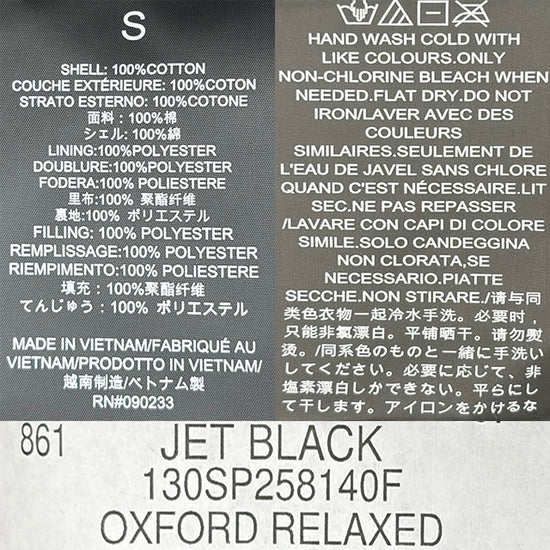 S
SHELL: 100%COTTON
COUCHE EXTÉRIEURE: 100%COTON
STRATO ESTERNO: 100%COTONE
面料：100%棉
シェル：100%綿
LINING:100%POLYESTER
DOUBLURE:100%POLYESTER
FODERA:100%POLIESTERE
里布：100% 聚酯纤维
裏地：100% ポリエステル
FILLING: 100%POLYESTER
REMPLISSAGE:100%POLYESTER
RIEMPIMENTO: 100%POLIESTERE
填充：100%聚酯纤维
てんじゅう：100% ポリエステル
MADE IN VIETNAM/FABRIQUÉ AU
VIETNAM/PRODOTTO IN VIETNAM/
越南制造/ベトナム製
RN#090233
HAND WASH COLD WITH
LIKE COLOURS.ONLY
NON-CHLORINE BLEACH WHEN
NEEDED.FLAT DRY.DO NOT
IRON/LAVER AVEC DES
COULEURS
SIMILAIRES.SEULEMENT DE
L'EAU DE JAVEL SANS CHLORE
QUAND C'EST NÉCESSAIRE.LIT
SEC.NE PAS REPASSER
/LAVARE CON CAPI DI COLORE
SIMILE.SOLO CANDEGGINA
NON CLORATA,SE
NECESSARIO.PIATTE
SECCHE.NON STIRARE./请与同
类色衣物一起冷水手洗。必要时，
只能非氯漂白。平铺晒干。请勿熨
烫。/同系色のものと一緒に手洗い
してください。必要に応じて、非
塩素漂白しかできない。平らにし
て干します。アイロンをかけるな
861
JET BLACK
130SP258140F
OXFORD RELAXED